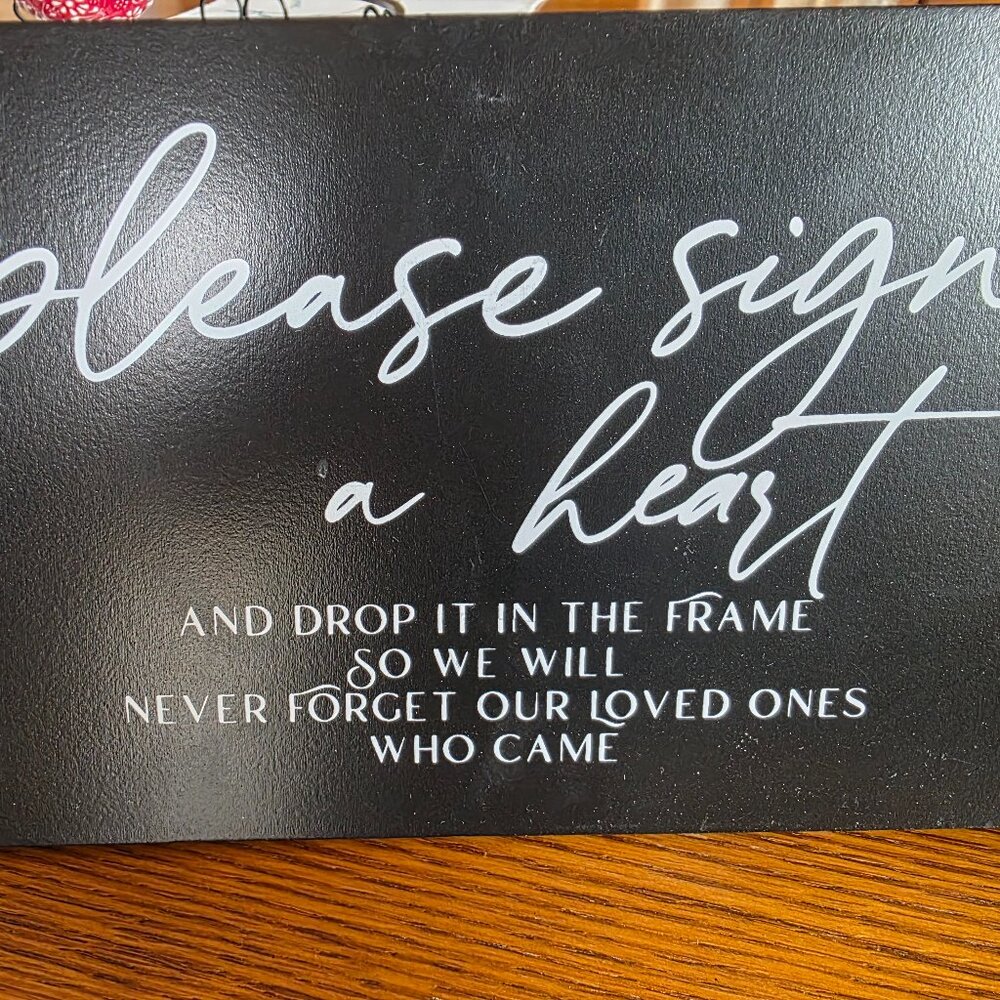 please sign
a heart
AND DROP IT IN THE FRAME
SO WE WILL
NEVER FORGET OUR LOVED ONES
WHO CAME